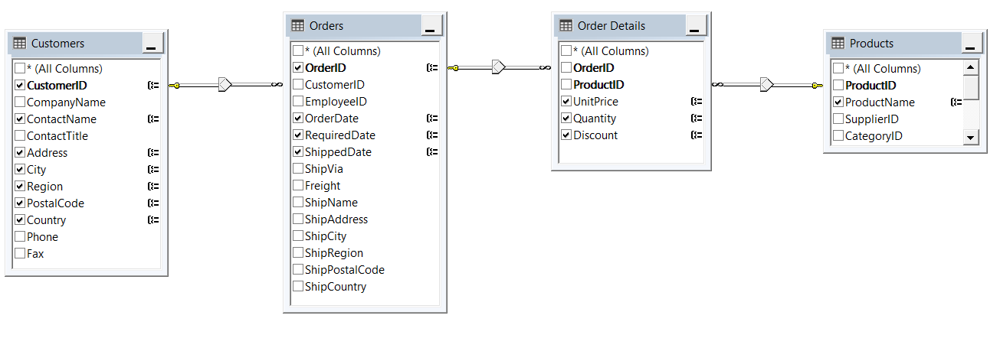 Customers
* (All Columns)
CustomerID
CompanyName
ContactName
ContactTitle
Address
City
Region
PostalCode
Country
Phone
Fax
Orders
* (All Columns)
OrderID
CustomerID
EmployeeID
OrderDate
RequiredDate
ShippedDate
ShipVia
Freight
ShipName
ShipAddress
ShipCity
ShipRegion
ShipPostalCode
ShipCountry
Order Details
* (All Columns)
OrderID
ProductID
UnitPrice
Quantity
Discount
Products
* (All Columns)
ProductID
ProductName
SupplierID
CategoryID